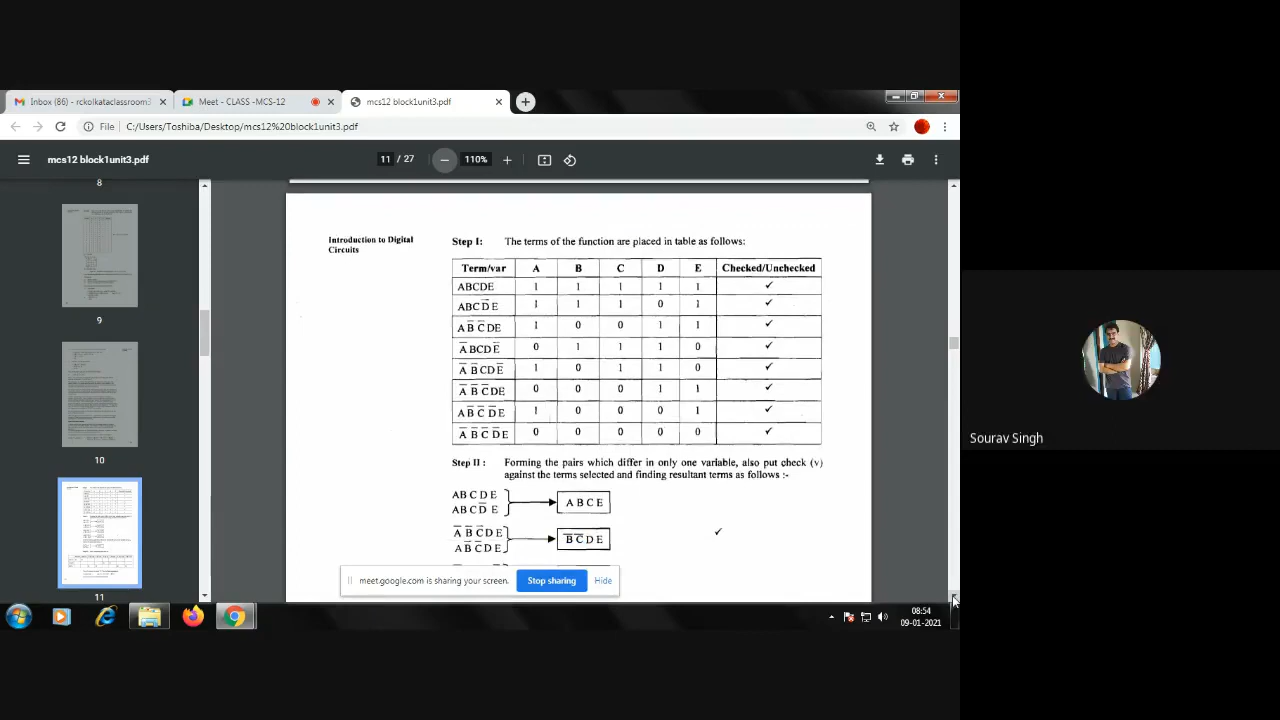 Inbox (86) - rckolkataclassroom:
Meet - CLASS -MCS-12
mcs12 block1unit3.pdf
File C:/Users/Toshiba/Desktop/mcs12%20block1unit3.pdf
mcs12 block1unit3.pdf
11 / 27
110%
8
9
10
11
Introduction to Digital
Circuits
Step I: The terms of the function are placed in table as follows:
Term/var A B C D E Checked/Unchecked
ABCDE 1 1 1 1 1 ✓
ABCD̅E 1 1 1 0 1 ✓
AB̅C̅DE 1 0 0 1 1 ✓
A̅BCDE̅ 0 1 1 1 0 ✓
A̅B̅CDE̅ 1 0 1 1 0 ✓
A̅B̅C̅DE 0 0 0 1 1 ✓
AB̅C̅D̅E 1 0 0 0 1 ✓
A̅B̅C̅D̅E 0 0 0 0 1 ✓
Step II : Forming the pairs which differ in only one variable, also put check (v)
against the terms selected and finding resultant terms as follows :-
ABCDE
ABCD̅E
ABCE
A̅B̅C̅DE
AB̅C̅DE
B̅C̅DE
✓
meet.google.com is sharing your screen.
Stop sharing
Hide
08:54
09-01-2021
Sourav Singh